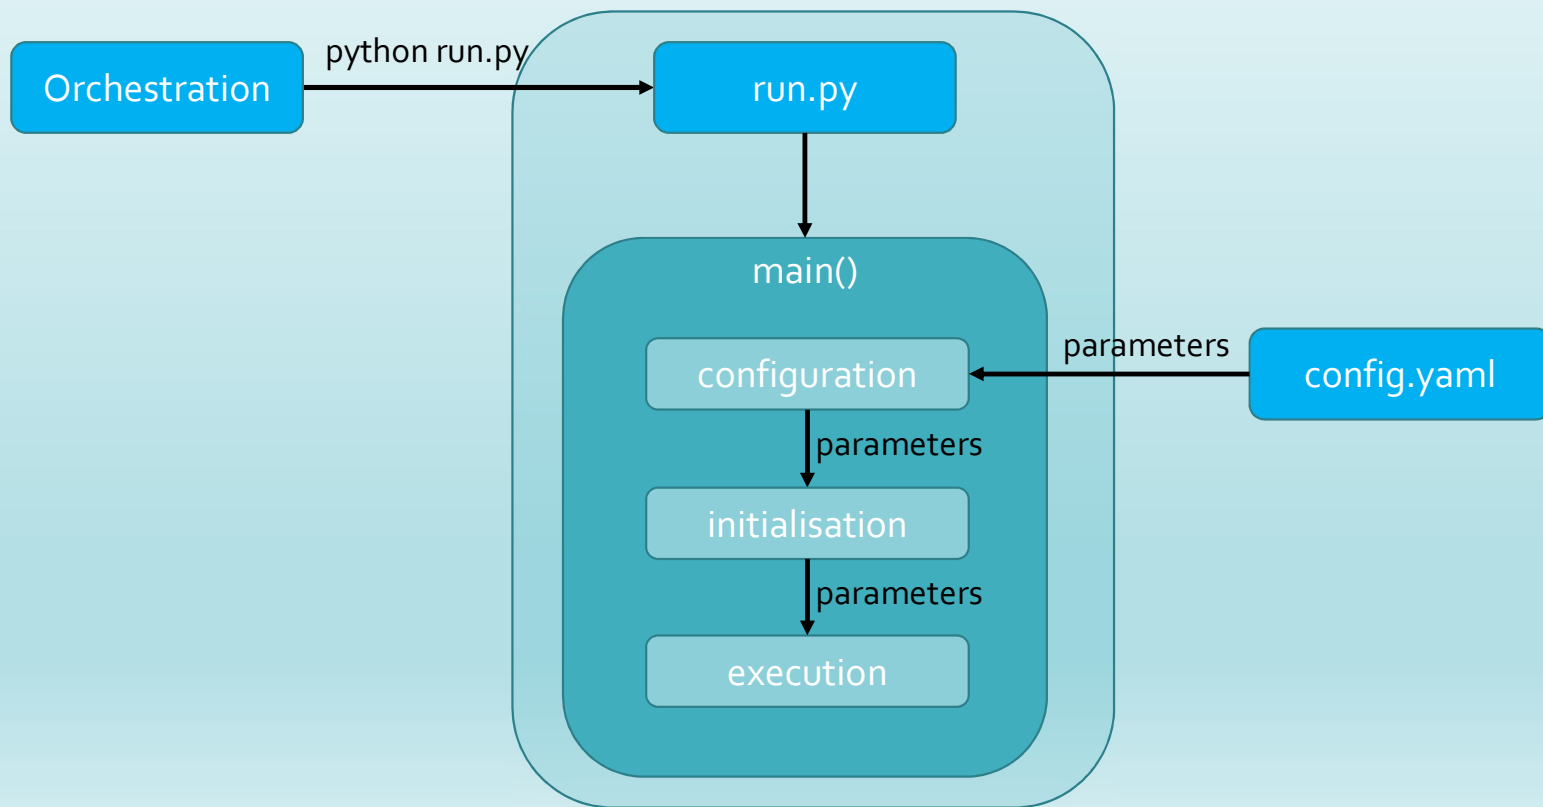 Orchestration
python run.py
run.py
main()
configuration
parameters
config.yaml
parameters
initialisation
parameters
execution